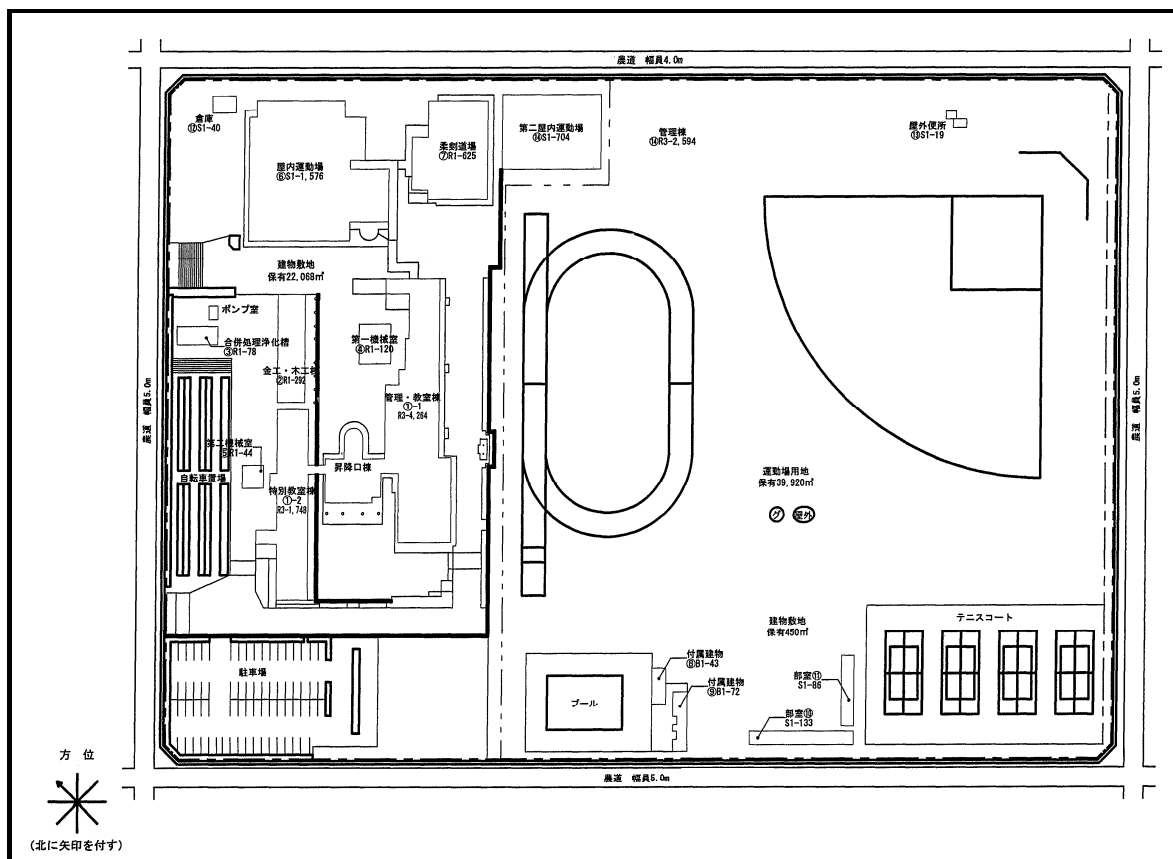 農道 幅員4.0m
倉庫
⑫S1-40
屋内運動場
⑥S1-1,576
柔剣道場
⑦R1-625
第二屋内運動場
⑭S1-704
管理棟
⑭R3-2,594
屋外便所
⑬S1-19
建物敷地
保有22,068㎡
ポンプ室
合併処理浄化槽
③R1-78
第一機械室
④R1-120
金工・木工棟
②R1-292
管理・教室棟
①-1
R3-4,264
農道 幅員5.0m
農道 幅員5.0m
第二機械室
5R1-44
昇降口棟
自転車置場
特別教室棟
①-2
R3-1,748
運動場用地
保有39,920㎡
グ 屋外
建物敷地
保有450㎡
テニスコート
駐車場
付属建物
⑧B1-43
付属建物
⑨B1-72
プール
部室⑪
S1-86
部室⑩
S1-133
農道 幅員5.0m
方 位
(北に矢印を付す)